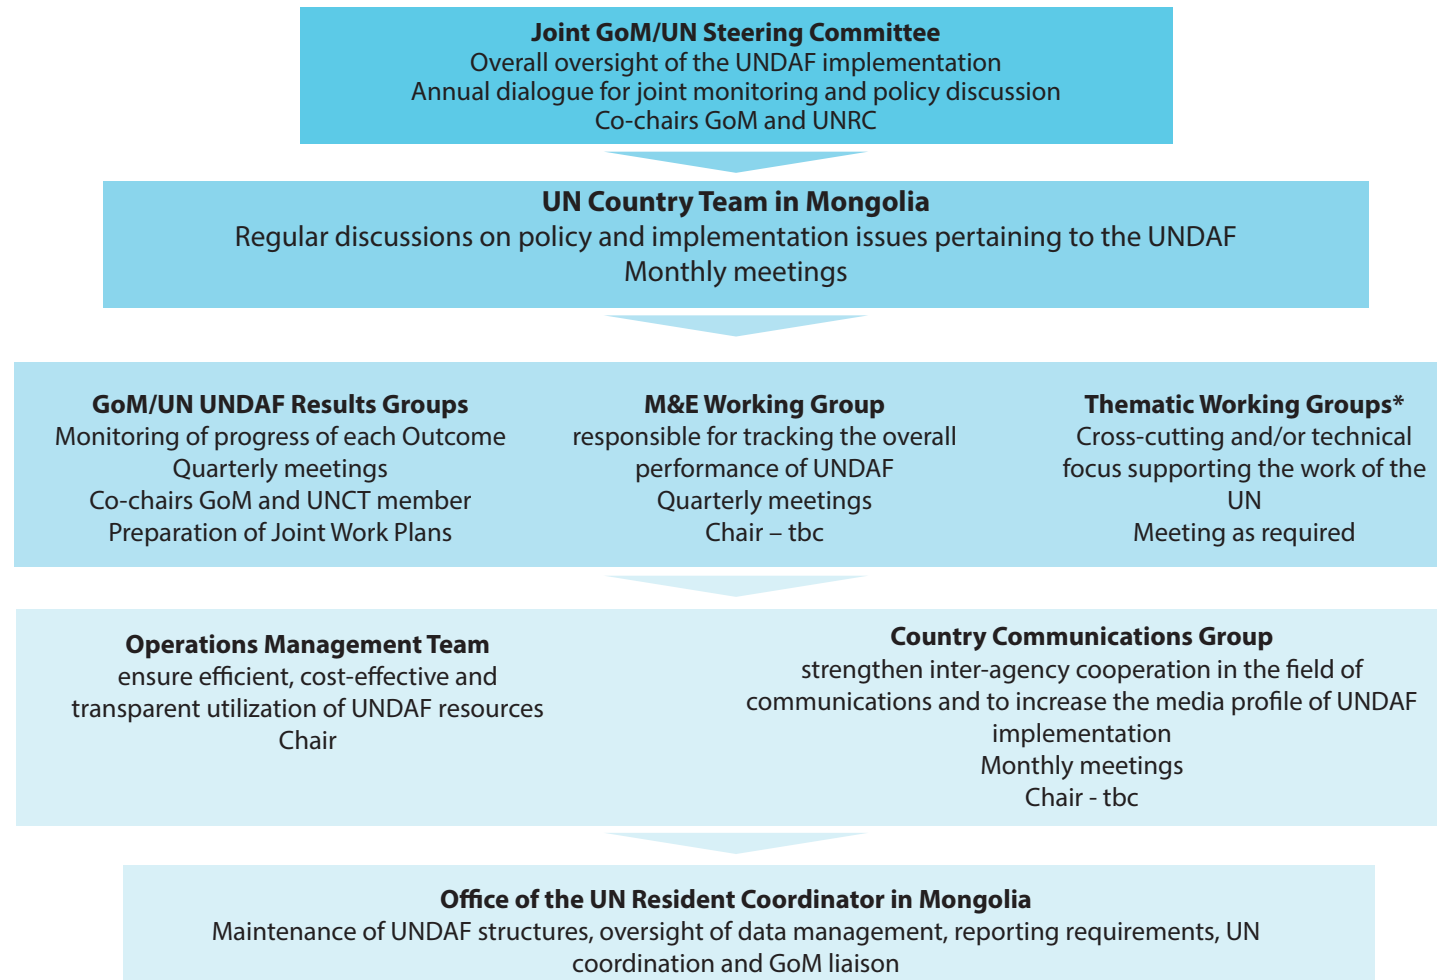 Joint GoM/UN Steering Committee
Overall oversight of the UNDAF implementation
Annual dialogue for joint monitoring and policy discussion
Co-chairs GoM and UNRC
UN Country Team in Mongolia
Regular discussions on policy and implementation issues pertaining to the UNDAF
Monthly meetings
GoM/UN UNDAF Results Groups
Monitoring of progress of each Outcome
Quarterly meetings
Co-chairs GoM and UNCT member
Preparation of Joint Work Plans
M&E Working Group
responsible for tracking the overall
performance of UNDAF
Quarterly meetings
Chair – tbc
Thematic Working Groups*
Cross-cutting and/or technical
focus supporting the work of the
UN
Meeting as required
Operations Management Team
ensure efficient, cost-effective and
transparent utilization of UNDAF resources
Chair
Country Communications Group
strengthen inter-agency cooperation in the field of
communications and to increase the media profile of UNDAF
implementation
Monthly meetings
Chair - tbc
Office of the UN Resident Coordinator in Mongolia
Maintenance of UNDAF structures, oversight of data management, reporting requirements, UN
coordination and GoM liaison